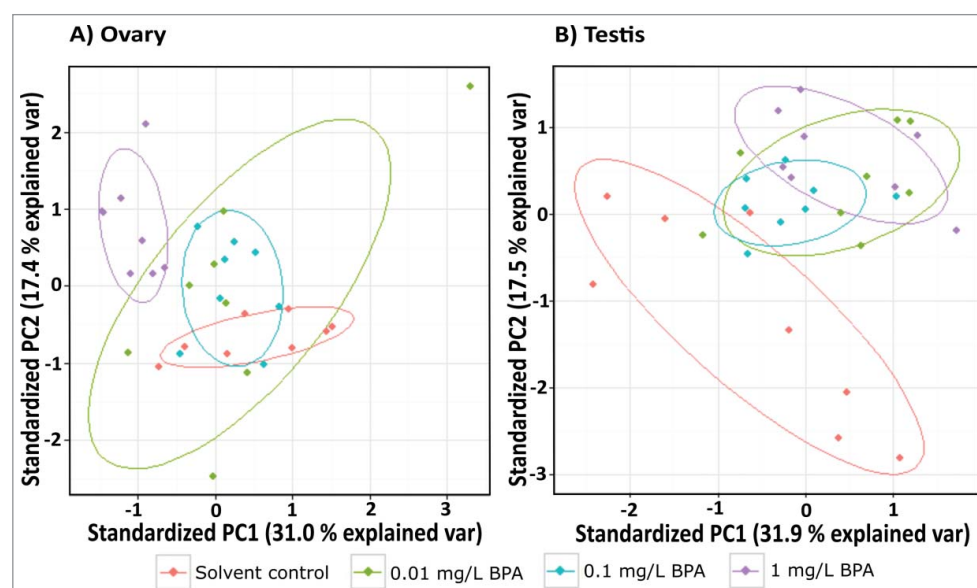 A) Ovary
Standardized PC2 (17.4 % explained var)
2
1
0
-1
-2
-1
0
1
2
3
Standardized PC1 (31.0 % explained var)
B) Testis
Standardized PC2 (17.5 % explained var)
1
0
-1
-2
-3
-2
-1
0
1
Standardized PC1 (31.9 % explained var)
Solvent control
0.01 mg/L BPA
0.1 mg/L BPA
1 mg/L BPA